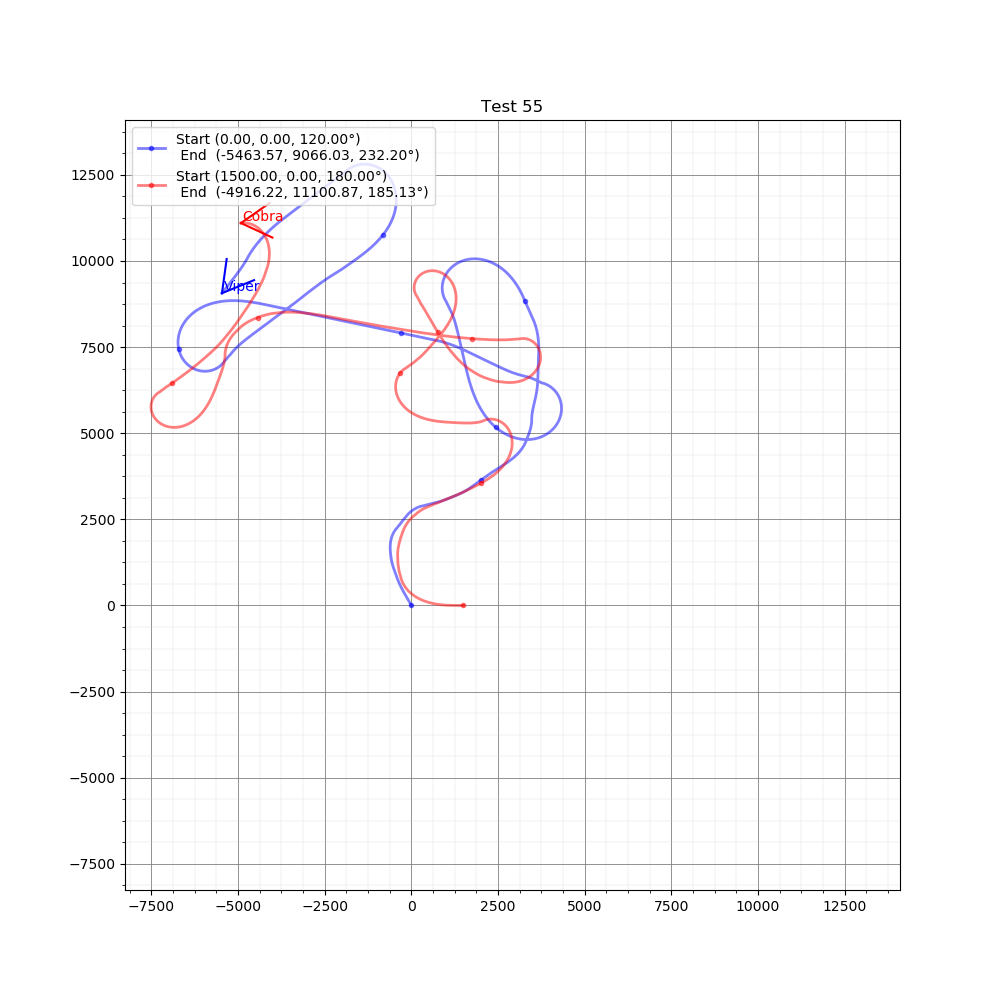 Test 55
Start (0.00, 0.00, 120.00°)
End (-5463.57, 9066.03, 232.20°)
Start (1500.00, 0.00, 180.00°)
End (-4916.22, 11100.87, 185.13°)
12500
10000
7500
5000
2500
0
−2500
−5000
−7500
Cobra
Viper
−7500 −5000 −2500 0 2500 5000 7500 10000 12500